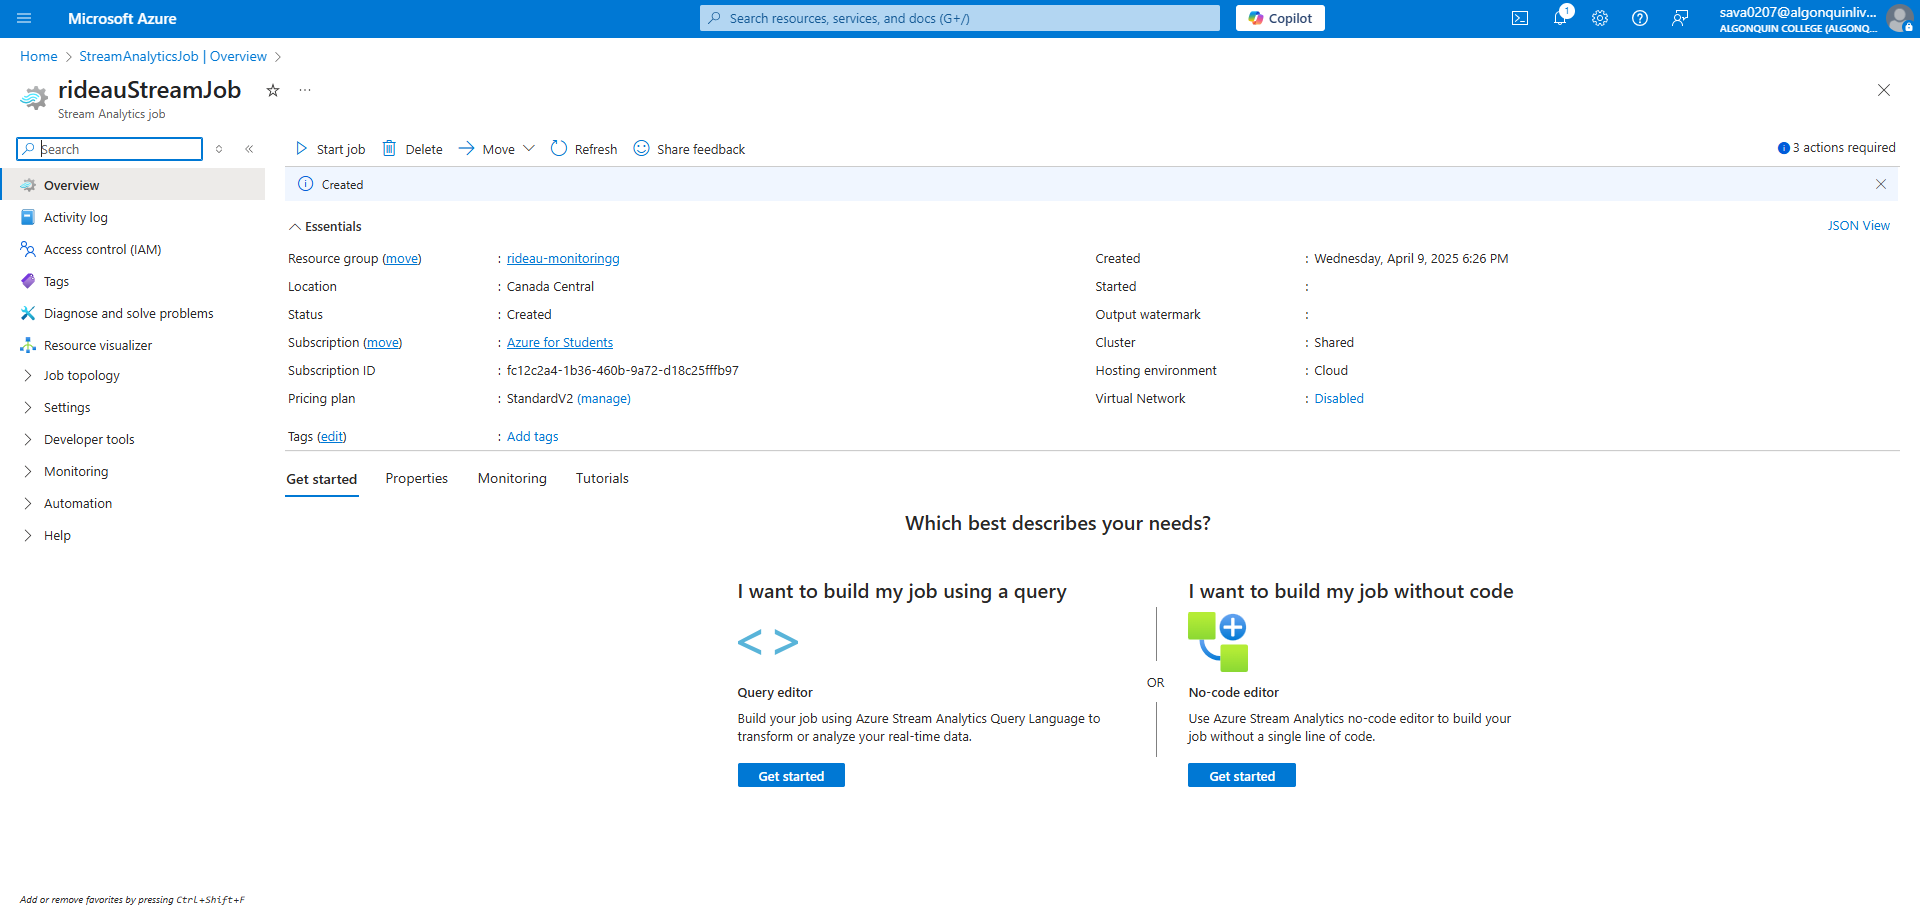 Microsoft Azure
Search resources, services, and docs (G+/)
Copilot
1
sava0207@algonquinliv...
ALGONQUIN COLLEGE (ALGONQ...
Home > StreamAnalyticsJob | Overview >
rideauStreamJob
Stream Analytics job
Search
Start job
Delete
Move
Refresh
Share feedback
3 actions required
Overview
Activity log
Access control (IAM)
Tags
Diagnose and solve problems
Resource visualizer
Job topology
Settings
Developer tools
Monitoring
Automation
Help
Created
Essentials
JSON View
Resource group (move) : rideau-monitoringg
Location : Canada Central
Status : Created
Subscription (move) : Azure for Students
Subscription ID : fc12c2a4-1b36-460b-9a72-d18c25fffb97
Pricing plan : StandardV2 (manage)
Tags (edit) : Add tags
Created : Wednesday, April 9, 2025 6:26 PM
Started :
Output watermark :
Cluster : Shared
Hosting environment : Cloud
Virtual Network : Disabled
Get started
Properties
Monitoring
Tutorials
Which best describes your needs?
I want to build my job using a query
Query editor
Build your job using Azure Stream Analytics Query Language to
transform or analyze your real-time data.
Get started
OR
I want to build my job without code
No-code editor
Use Azure Stream Analytics no-code editor to build your
job without a single line of code.
Get started
Add or remove favorites by pressing Ctrl+Shift+F